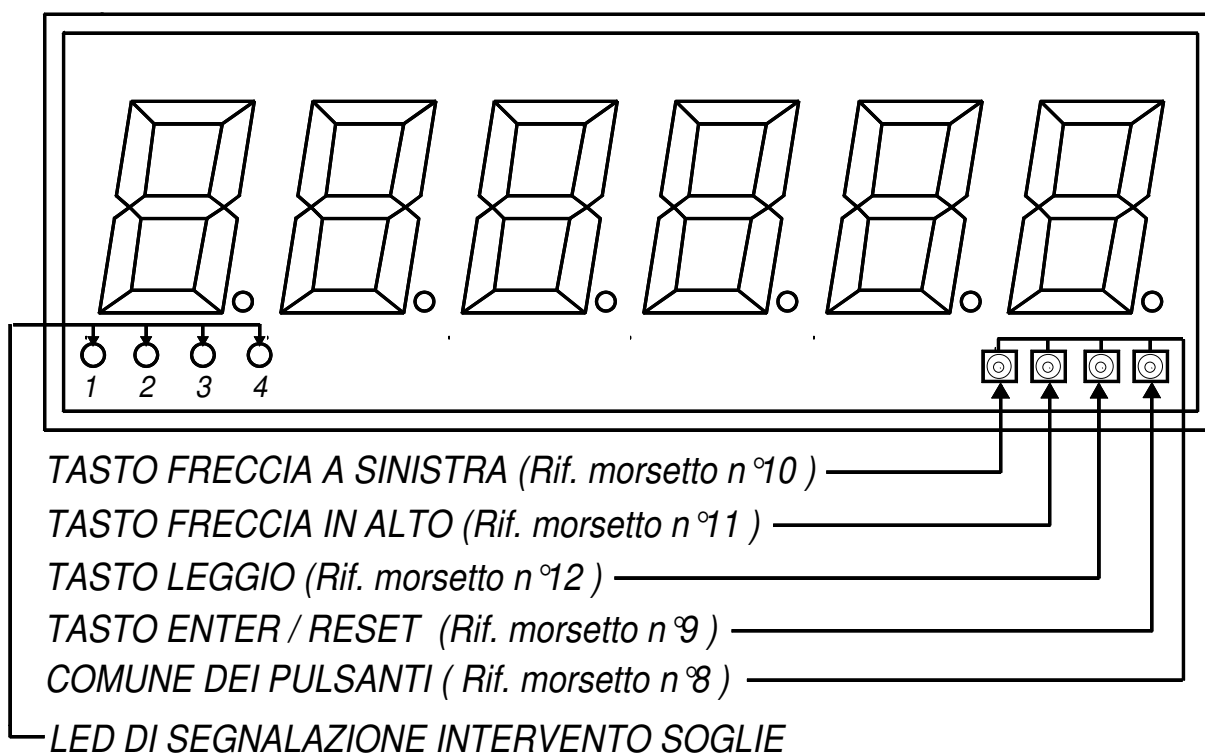 1 2 3 4
TASTO FRECCIA A SINISTRA (Rif. morsetto n°10 )
TASTO FRECCIA IN ALTO (Rif. morsetto n°11 )
TASTO LEGGIO (Rif. morsetto n°12 )
TASTO ENTER / RESET (Rif. morsetto n°9 )
COMUNE DEI PULSANTI ( Rif. morsetto n°8 )
LED DI SEGNALAZIONE INTERVENTO SOGLIE